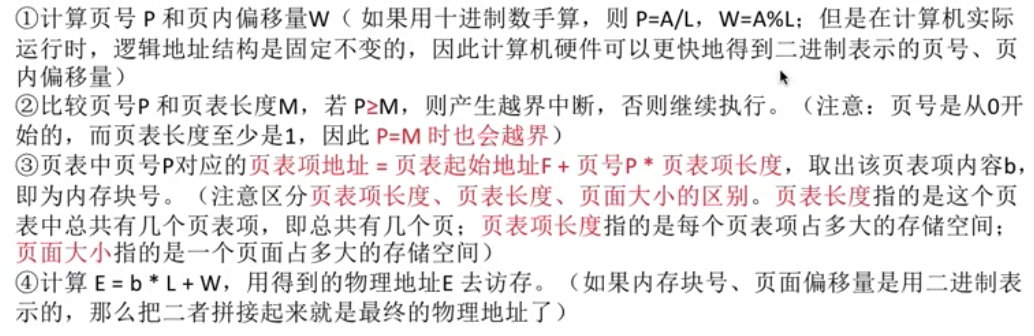 ①计算页号 P 和页内偏移量W（ 如果用十进制数手算，则 P=A/L，W=A%L；但是在计算机实际
运行时，逻辑地址结构是固定不变的，因此计算机硬件可以更快地得到二进制表示的页号、页
内偏移量）
②比较页号P 和页表长度M，若 P≥M，则产生越界中断，否则继续执行。（注意：页号是从0开
始的，而页表长度至少是1，因此 P=M 时也会越界）
③页表中页号P对应的页表项地址 = 页表起始地址F + 页号P * 页表项长度，取出该页表项内容b，
即为内存块号。（注意区分页表项长度、页表长度、页面大小的区别。页表长度指的是这个页
表中总共有几个页表项，即总共有几个页；页表项长度指的是每个页表项占多大的存储空间；
页面大小指的是一个页面占多大的存储空间）
④计算 E = b * L + W，用得到的物理地址E 去访存。（如果内存块号、页面偏移量是用二进制表
示的，那么把二者拼接起来就是最终的物理地址了）